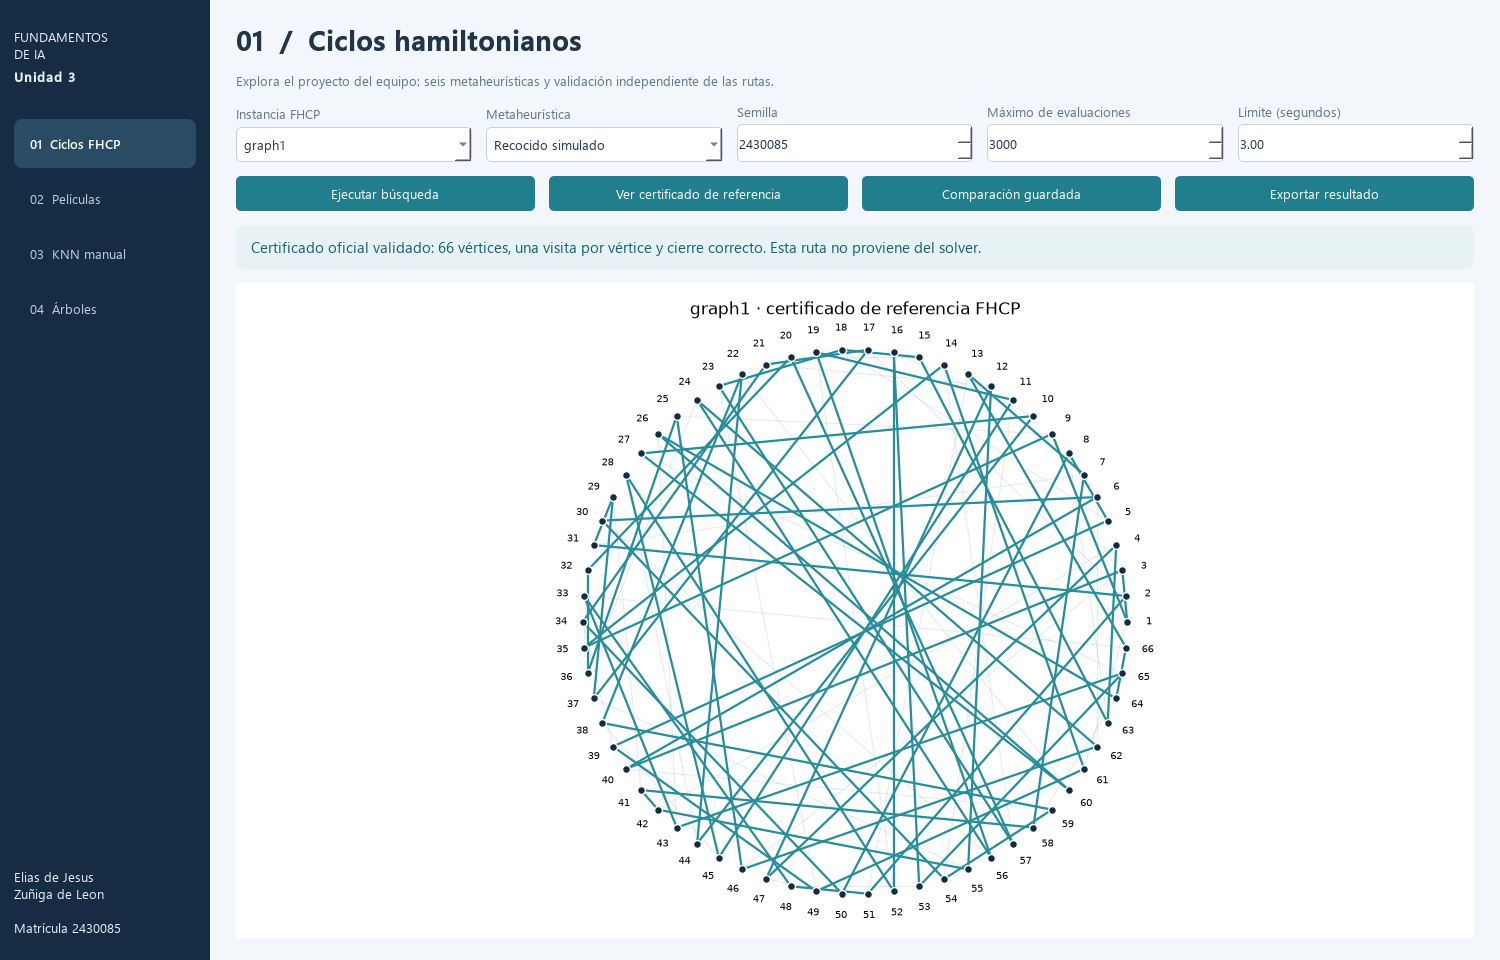 FUNDAMENTOS
DE IA
Unidad 3
01 Ciclos FHCP
02 Películas
03 KNN manual
04 Árboles
Elias de Jesus
Zuñiga de Leon
Matrícula 2430085
01 / Ciclos hamiltonianos
Explora el proyecto del equipo: seis metaheurísticas y validación independiente de las rutas.
Instancia FHCP
graph1
Metaheurística
Recocido simulado
Semilla
2430085
Máximo de evaluaciones
3000
Límite (segundos)
3.00
Ejecutar búsqueda
Ver certificado de referencia
Comparación guardada
Exportar resultado
Certificado oficial validado: 66 vértices, una visita por vértice y cierre correcto. Esta ruta no proviene del solver.
graph1 · certificado de referencia FHCP
1
2
3
4
5
6
7
8
9
10
11
12
13
14
15
16
17
18
19
20
21
22
23
24
25
26
27
28
29
30
31
32
33
34
35
36
37
38
39
40
41
42
43
44
45
46
47
48
49
50
51
52
53
54
55
56
57
58
59
60
61
62
63
64
65
66